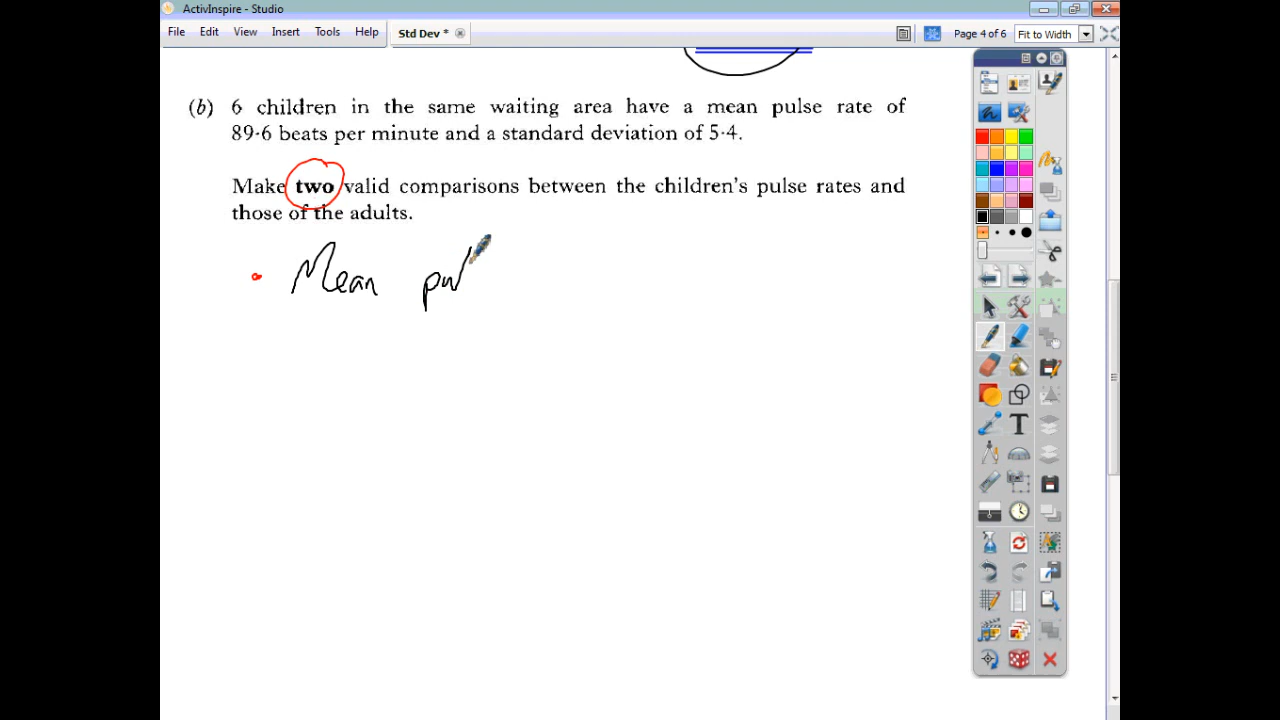 ActivInspire - Studio
File Edit View Insert Tools Help Std Dev * Page 4 of 6 Fit to Width
(b) 6 children in the same waiting area have a mean pulse rate of
89·6 beats per minute and a standard deviation of 5·4.
Make two valid comparisons between the children's pulse rates and
those of the adults.
• Mean pul